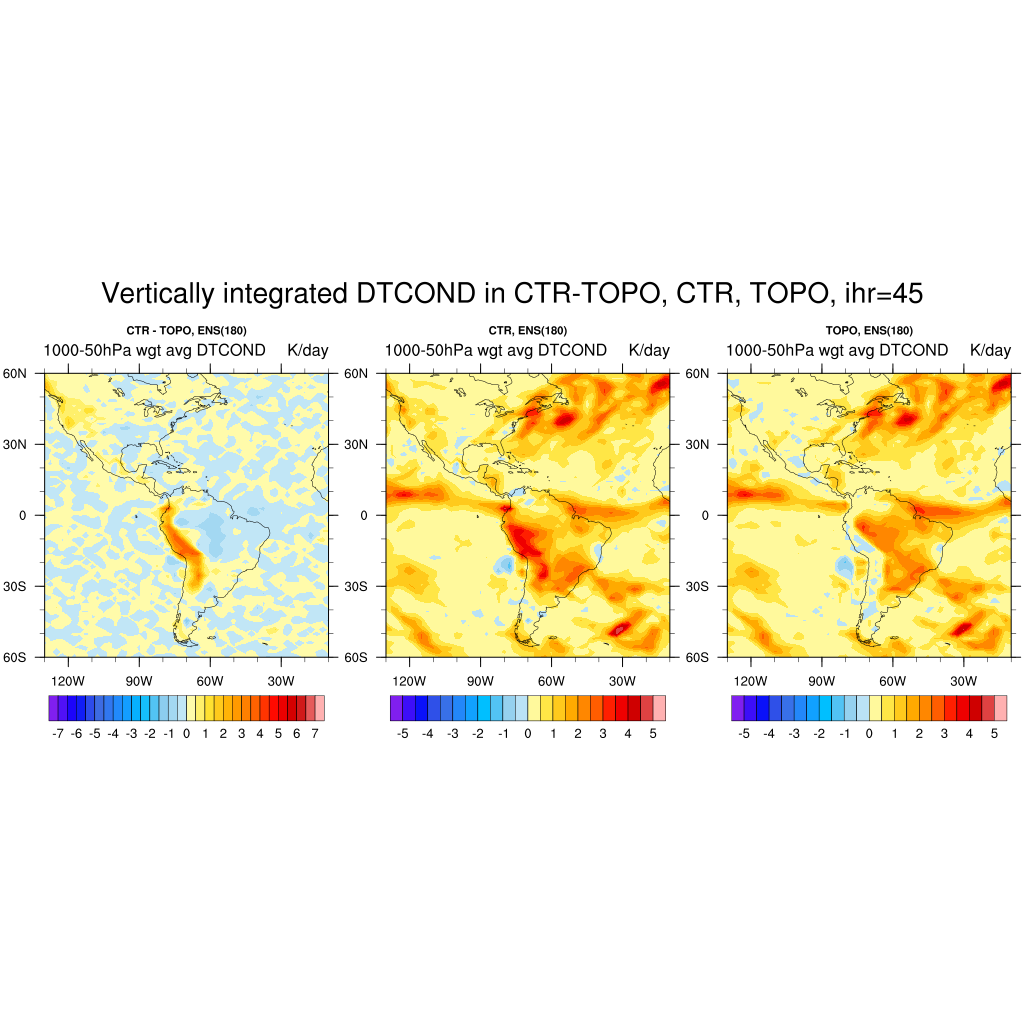 Vertically integrated DTCOND in CTR-TOPO, CTR, TOPO, ihr=45
CTR - TOPO, ENS(180)
1000-50hPa wgt avg DTCOND K/day
60N
30N
0
30S
60S
120W 90W 60W 30W
-7 -6 -5 -4 -3 -2 -1 0 1 2 3 4 5 6 7
CTR, ENS(180)
1000-50hPa wgt avg DTCOND K/day
60N
30N
0
30S
60S
120W 90W 60W 30W
-5 -4 -3 -2 -1 0 1 2 3 4 5
TOPO, ENS(180)
1000-50hPa wgt avg DTCOND K/day
60N
30N
0
30S
60S
120W 90W 60W 30W
-5 -4 -3 -2 -1 0 1 2 3 4 5